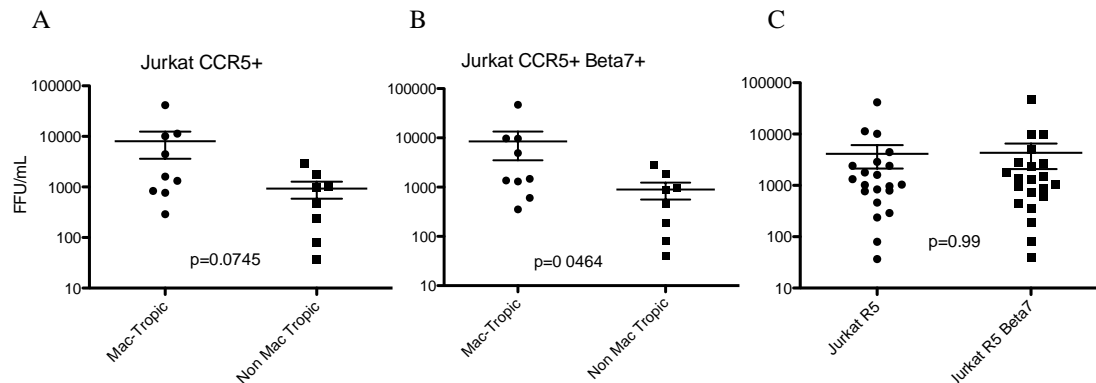 A
B
C
Jurkat CCR5+
Jurkat CCR5+ Beta7+
FFU/mL
100000
10000
1000
100
10
p=0.0745
Mac-Tropic
Non Mac Tropic
100000
10000
1000
100
10
p=0 0464
Mac-Tropic
Non Mac Tropic
100000
10000
1000
100
10
p=0.99
Jurkat R5
Iurkat R5 Beta7